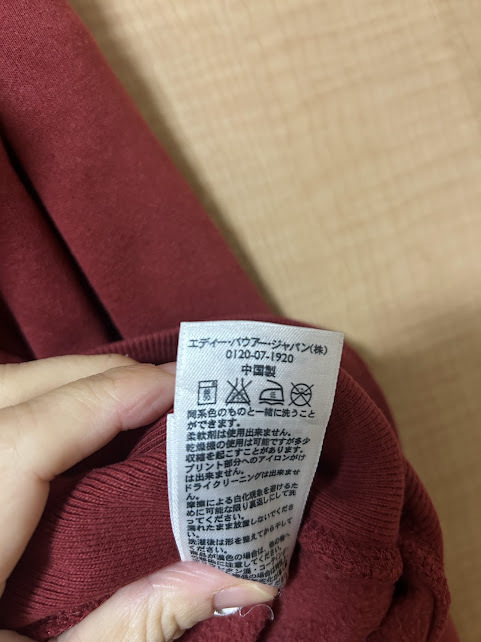 エディー・バウアー・ジャパン(株)
0120-07-1920
中国製
同系色のものと一緒に洗うこと
ができます。
柔軟剤は使用出来ません。
乾燥機の使用は可能ですが多少
収縮を起こすことがあります。
プリント部分へのアイロンがけ
は出来ません。
ドライクリーニングは出来ませ
ん。
摩擦による白化現象を避けるた
めに可能な限り裏返しにして洗
ってください。
濡れたまま放置しないでくださ
い。
洗濯後は形を整えてから干して
ください。